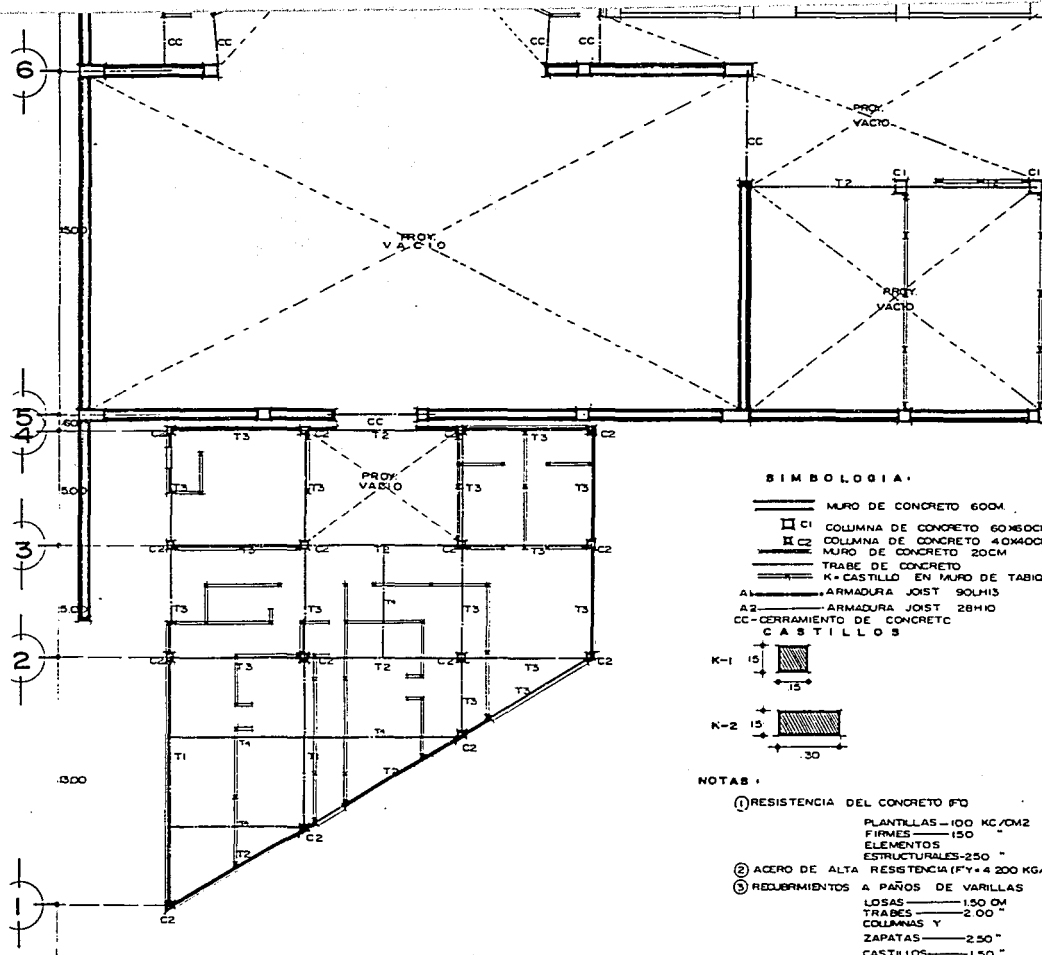 CC
CC
CC
CC
6
PROY.
VACIO
CC
C1
C1
T2
T2
15.00
PROY.
VACIO
PROY.
VACIO
5
.60
CC
4
C2
T3
C2
T2
C2
T3
C2
PROY.
VACIO
5.00
T3
T3
T3
T3
3
C2
T3
C2
T2
C2
C2
T4
5.00
T3
T3
T3
T3
2
C2
T3
C2
T2
C2
T3
C2
T3
T3
T4
T4
C2
T1
T1
T2
13.00
T4
C2
T2
1
C2
SIMBOLOGIA.
MURO DE CONCRETO 60CM.
C1 COLUMNA DE CONCRETO 60X60C
C2 COLUMNA DE CONCRETO 40X40C
MURO DE CONCRETO 20CM
TRABE DE CONCRETO
K=CASTILLO EN MURO DE TABIQ
A1 ARMADURA JOIST 90LH13
A2 ARMADURA JOIST 28H10
CC-CERRAMIENTO DE CONCRETO
CASTILLOS
K-1 15
.15
K-2 15
.30
NOTAS:
1 RESISTENCIA DEL CONCRETO (F'C)
PLANTILLAS-100 KG/CM2
FIRMES 150 "
ELEMENTOS
ESTRUCTURALES-250 "
2 ACERO DE ALTA RESISTENCIA (F'Y=4 200 KG/
3 RECUBRIMIENTOS A PAÑOS DE VARILLAS
LOSAS 1.50 CM
TRABES 2.00 "
COLUMNAS Y
ZAPATAS 2.50 "
CASTILLOS 1.50 "